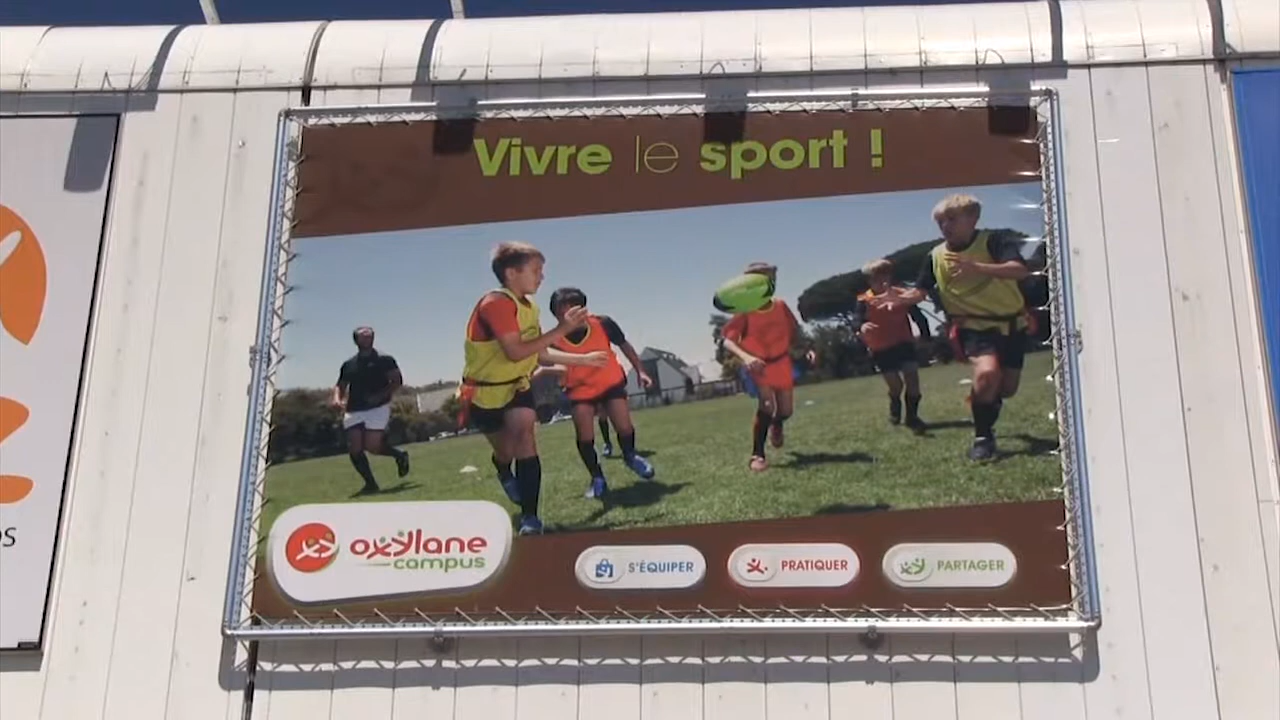 Vivre le sport !
oxylane
campus
S'ÉQUIPER
PRATIQUER
PARTAGER